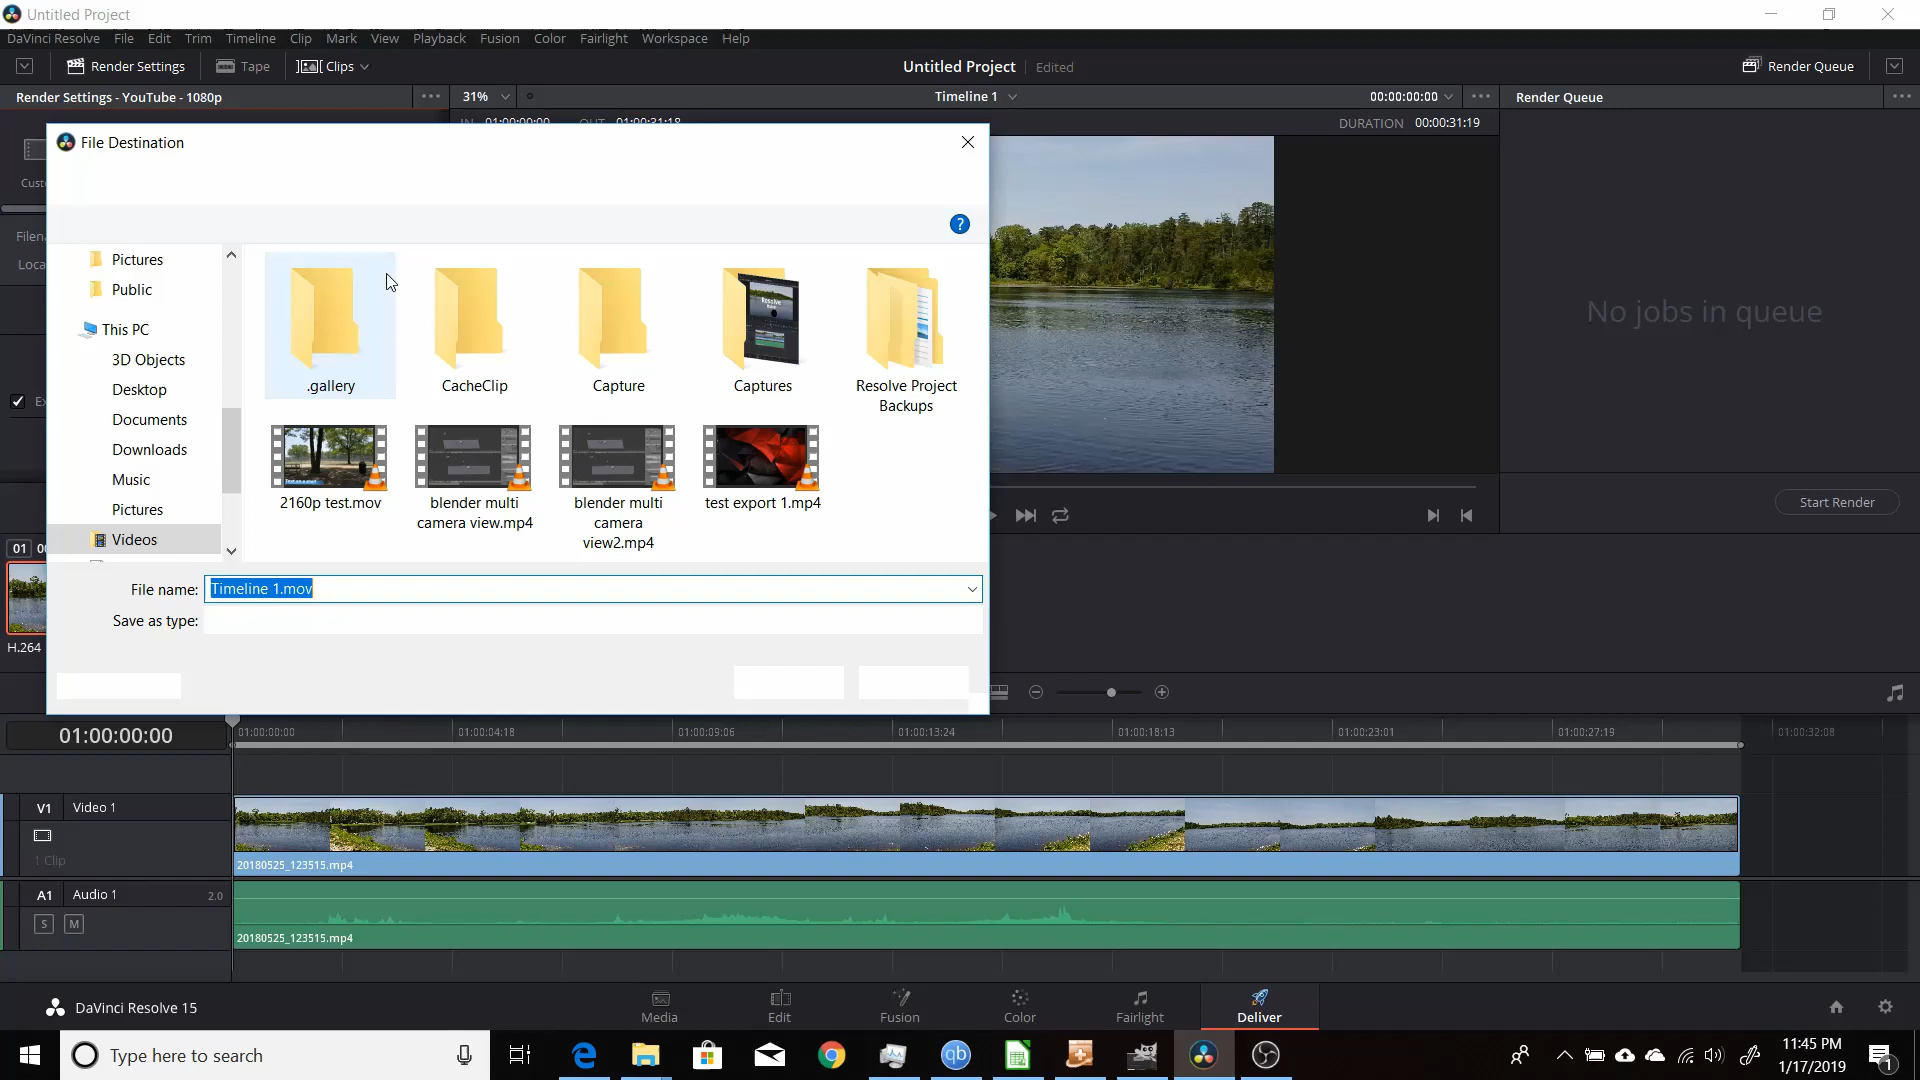 Untitled Project
DaVinci Resolve File Edit Trim Timeline Clip Mark View Playback Fusion Color Fairlight Workspace Help
Render Settings Tape Clips Untitled Project Edited Render Queue
Render Settings - YouTube - 1080p 31% Timeline 1 00:00:00:00 Render Queue
DURATION 00:00:31:19
File Destination
?
Pictures
Public
This PC
3D Objects
Desktop
Documents
Downloads
Music
Pictures
Videos
.gallery
CacheClip
Capture
Captures
Resolve Project
Backups
2160p test.mov
blender multi
camera view.mp4
blender multi
camera
view2.mp4
test export 1.mp4
File name: Timeline 1.mov
Save as type:
No jobs in queue
Start Render
01
H.264
01:00:00:00
01:00:00:00 01:00:04:18 01:00:09:06 01:00:13:24 01:00:18:13 01:00:23:01 01:00:27:19 01:00:32:08
V1 Video 1
1 Clip
20180525_123515.mp4
A1 Audio 1 2.0
S M
20180525_123515.mp4
DaVinci Resolve 15
Media Edit Fusion Color Fairlight Deliver
Type here to search
qb
11:45 PM
1/17/2019
1